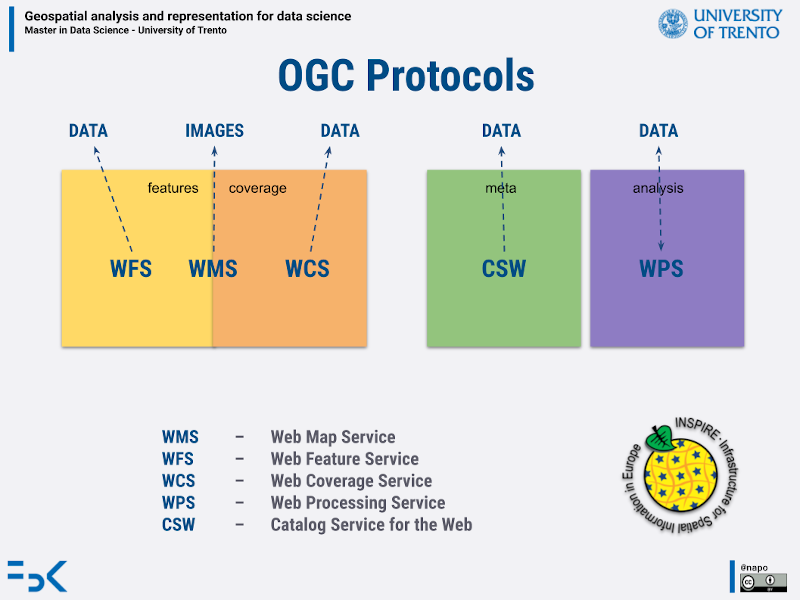 Geospatial analysis and representation for data science
Master in Data Science - University of Trento
UNIVERSITY
OF TRENTO
OGC Protocols
DATA IMAGES DATA DATA DATA
features coverage meta analysis
WFS WMS WCS CSW WPS
WMS – Web Map Service
WFS – Web Feature Service
WCS – Web Coverage Service
WPS – Web Processing Service
CSW – Catalog Service for the Web
INSPIRE · Infrastructure for Spatial Information in Europe
FBK
@napo
cc
BY